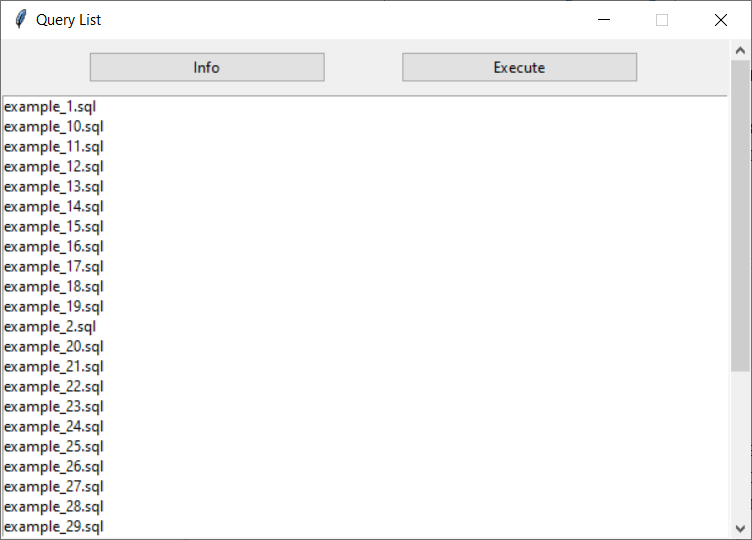 Query List
Info Execute
example_1.sql
example_10.sql
example_11.sql
example_12.sql
example_13.sql
example_14.sql
example_15.sql
example_16.sql
example_17.sql
example_18.sql
example_19.sql
example_2.sql
example_20.sql
example_21.sql
example_22.sql
example_23.sql
example_24.sql
example_25.sql
example_26.sql
example_27.sql
example_28.sql
example_29.sql